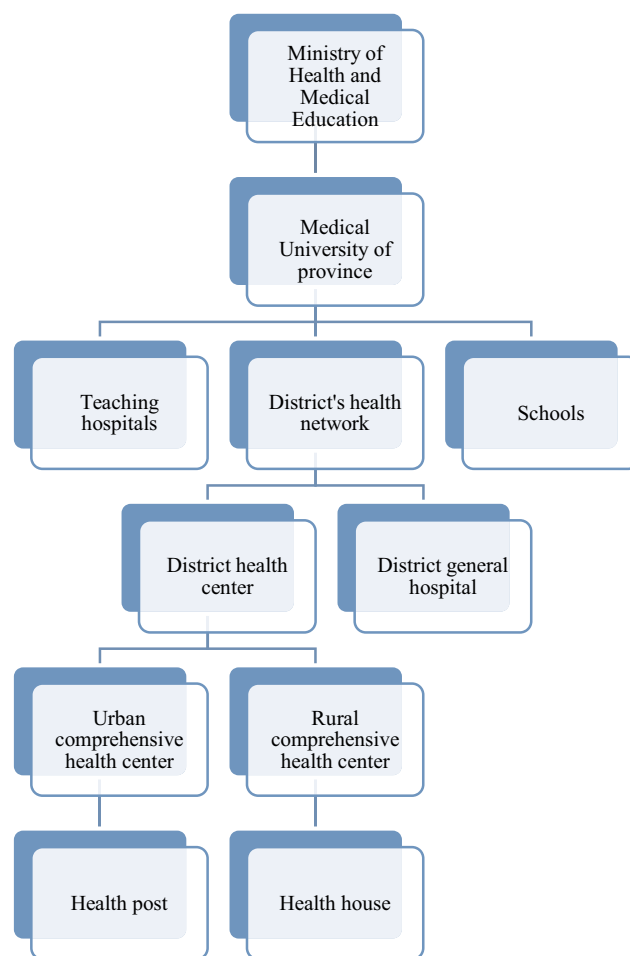 Ministry of
Health and
Medical
Education
Medical
University of
province
Teaching
hospitals
District's health
network
Schools
District health
center
District general
hospital
Urban
comprehensive
health center
Rural
comprehensive
health center
Health post
Health house